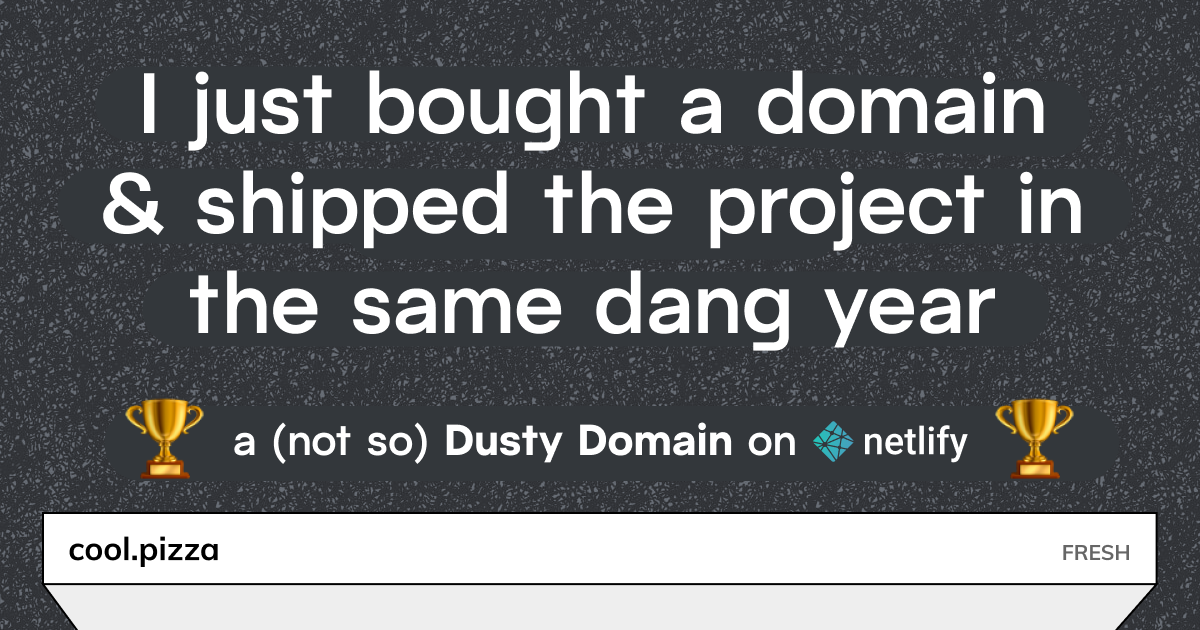 I just bought a domain
& shipped the project in
the same dang year
a (not so) Dusty Domain on netlify
cool.pizza FRESH